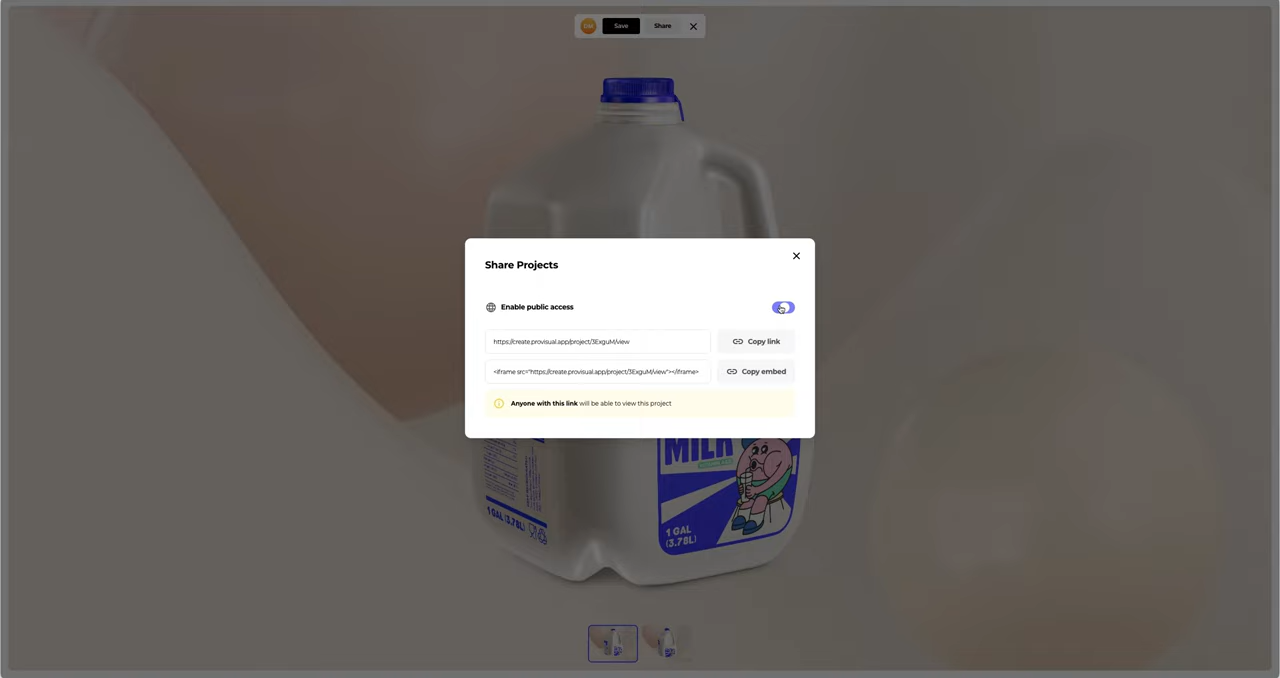 Save Share
Share Projects
Enable public access
https://create.provisual.app/project/3ExguM/view
Copy link
<iframe src="https://create.provisual.app/project/3ExguM/view"></iframe>
Copy embed
Anyone with this link will be able to view this project
MILK
1 GAL
(3.78L)
1 GAL (3.78L)